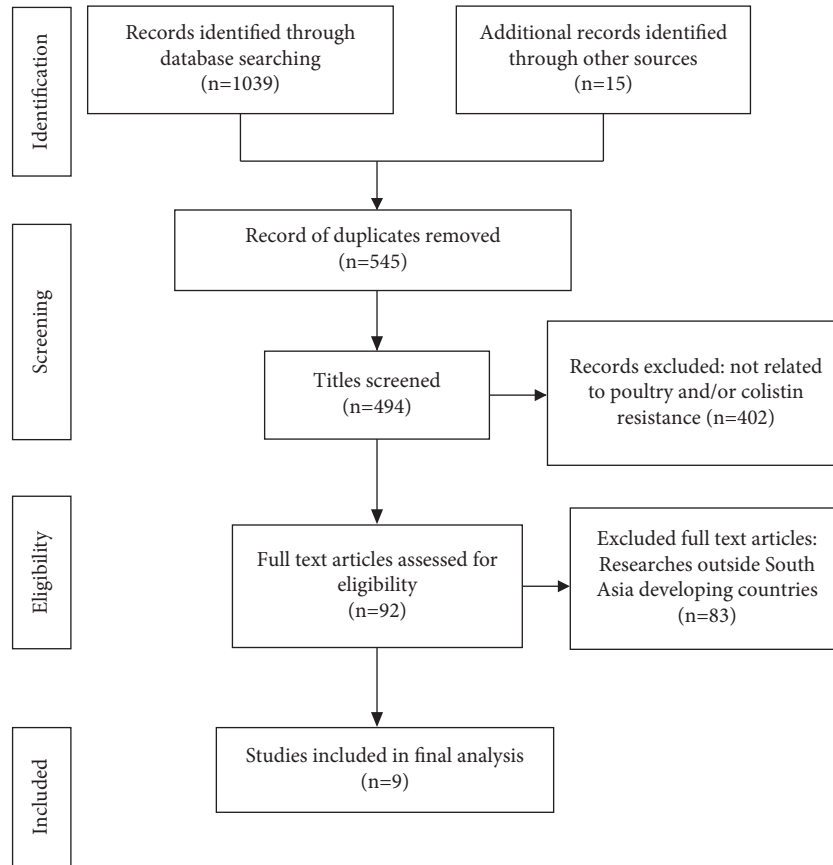 Identification
Records identified through
database searching
(n=1039)
Additional records identified
through other sources
(n=15)
Screening
Record of duplicates removed
(n=545)
Titles screened
(n=494)
Records excluded: not related
to poultry and/or colistin
resistance (n=402)
Eligibility
Full text articles assessed for
eligibility
(n=92)
Excluded full text articles:
Researches outside South
Asia developing countries
(n=83)
Included
Studies included in final analysis
(n=9)